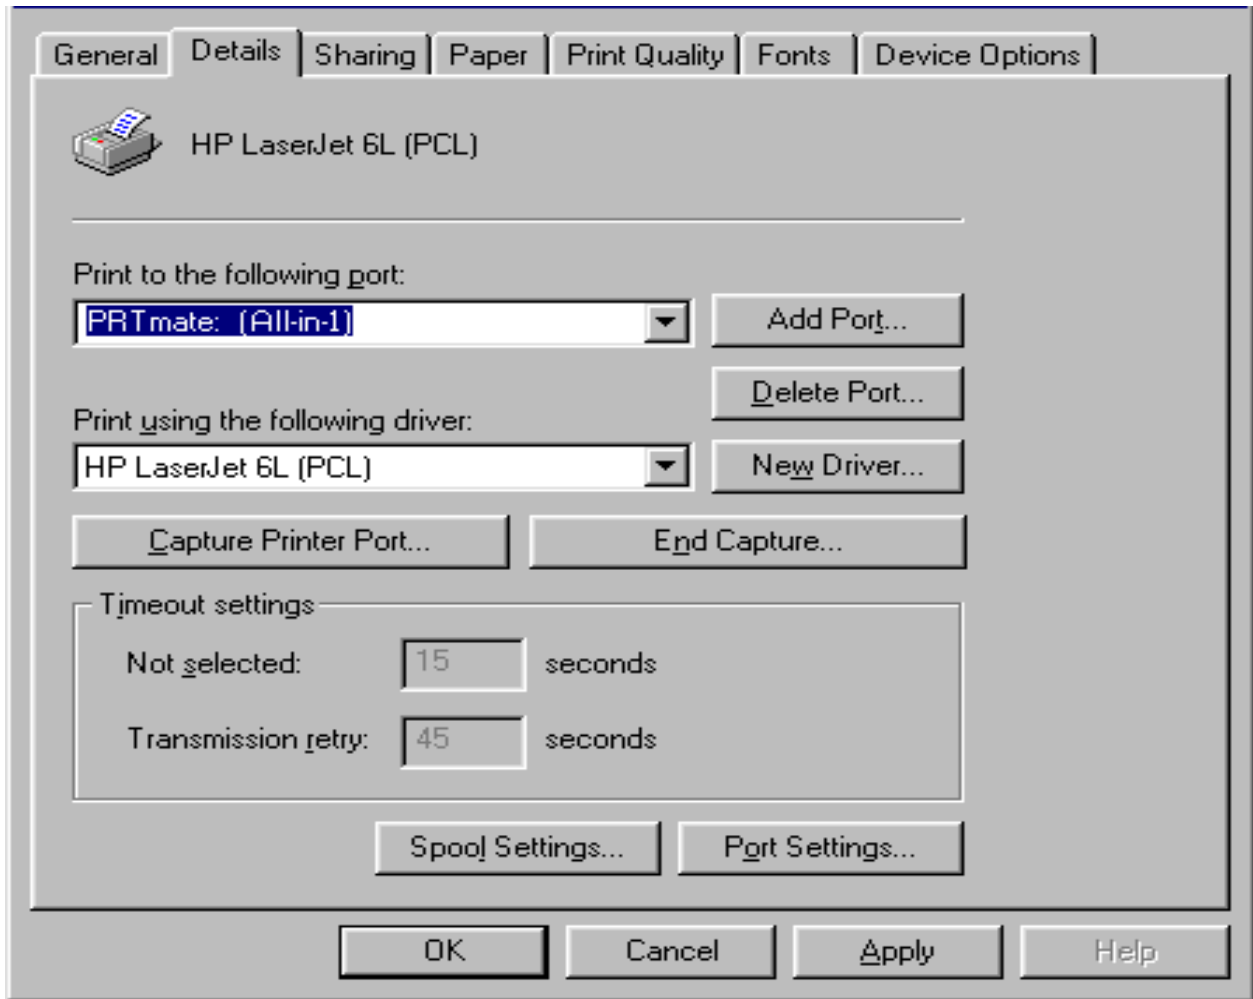 General Details Sharing Paper Print Quality Fonts Device Options
HP LaserJet 6L (PCL)
Print to the following port:
PRTmate: (All-in-1) Add Port...
Delete Port...
Print using the following driver:
HP LaserJet 6L (PCL) New Driver...
Capture Printer Port... End Capture...
Timeout settings
Not selected: 15 seconds
Transmission retry: 45 seconds
Spool Settings... Port Settings...
OK Cancel Apply Help